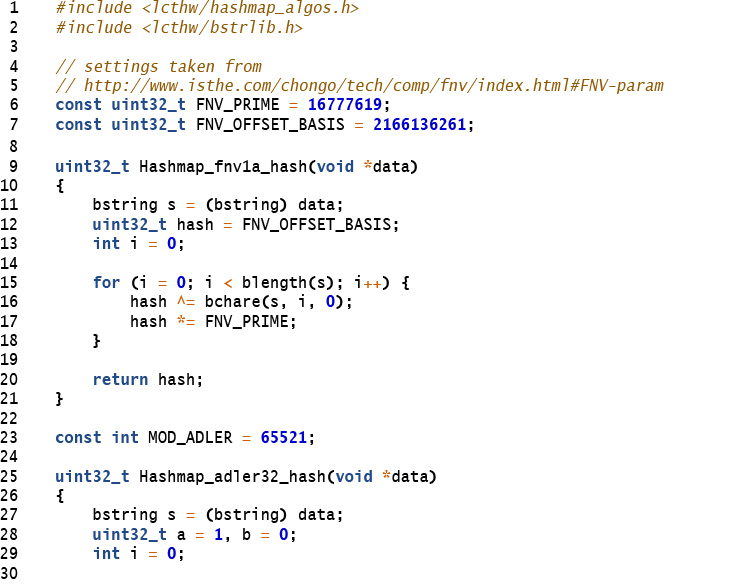 1 #include <lcthw/hashmap_algos.h>
2 #include <lcthw/bstrlib.h>
3
4 // settings taken from
5 // http://www.isthe.com/chongo/tech/comp/fnv/index.html#FNV-param
6 const uint32_t FNV_PRIME = 16777619;
7 const uint32_t FNV_OFFSET_BASIS = 2166136261;
8
9 uint32_t Hashmap_fnv1a_hash(void *data)
10 {
11     bstring s = (bstring) data;
12     uint32_t hash = FNV_OFFSET_BASIS;
13     int i = 0;
14
15     for (i = 0; i < blength(s); i++) {
16         hash ^= bchare(s, i, 0);
17         hash *= FNV_PRIME;
18     }
19
20     return hash;
21 }
22
23 const int MOD_ADLER = 65521;
24
25 uint32_t Hashmap_adler32_hash(void *data)
26 {
27     bstring s = (bstring) data;
28     uint32_t a = 1, b = 0;
29     int i = 0;
30